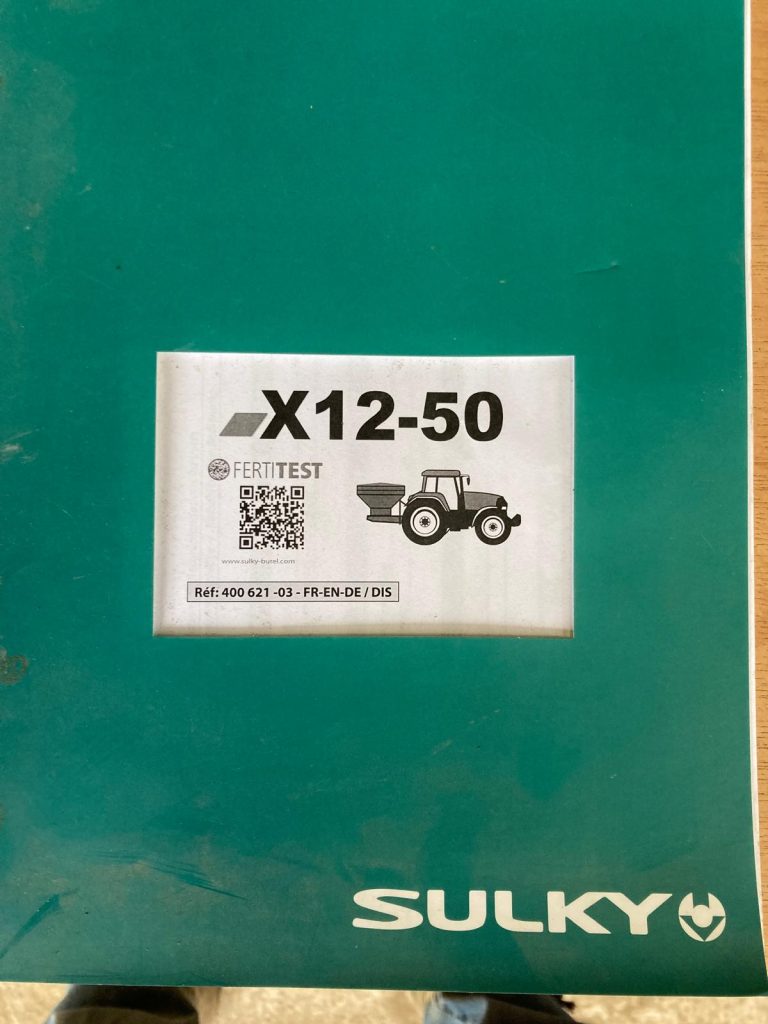 X12-50
FERTITEST
www.sulky-burel.com
Réf: 400 621 -03 - FR-EN-DE / DIS
SULKY